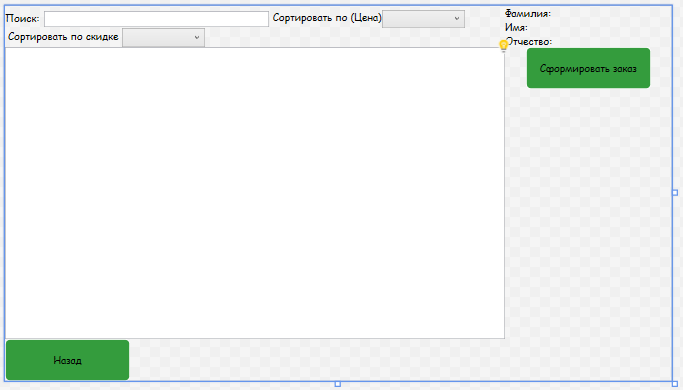 Поиск: Сортировать по (Цена)
Сортировать по скидке
Фамилия:
Имя:
Отчество:
Сформировать заказ
Назад